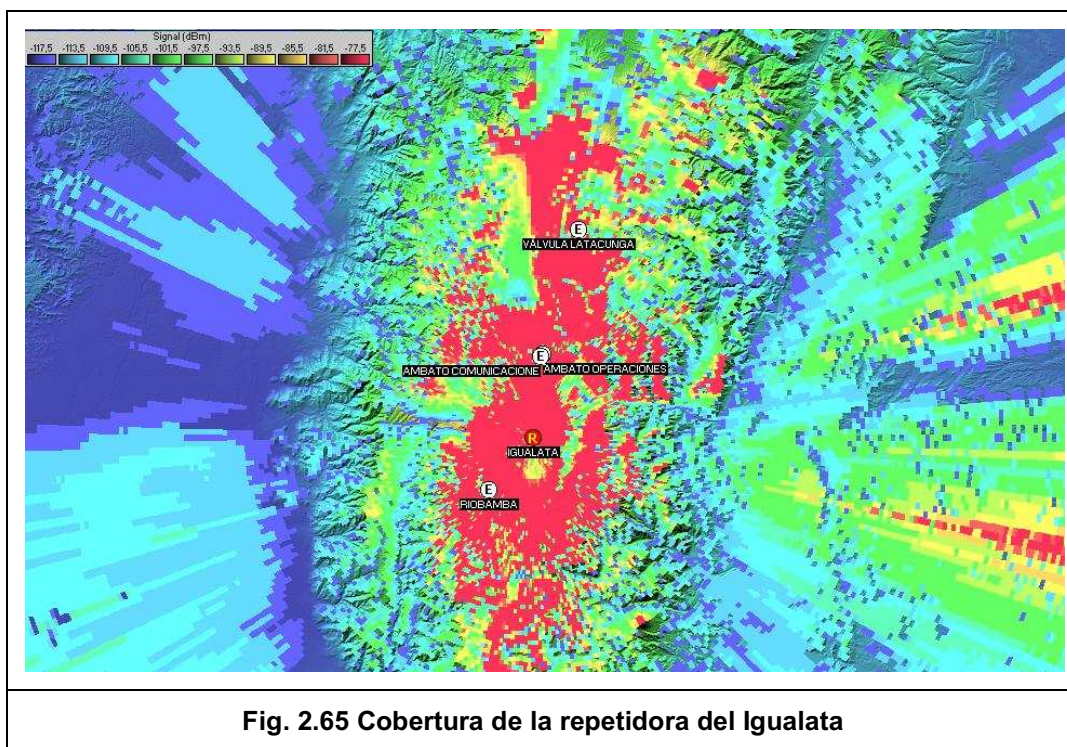 Signal (dBm)
-117,5 -113,5 -109,5 -105,5 -101,5 -97,5 -93,5 -89,5 -85,5 -81,5 -77,5
E
VÁLVULA LATACUNGA
E
AMBATO COMUNICACIONE AMBATO OPERACIONES
R
IGUALATA
E
RIOBAMBA
Fig. 2.65 Cobertura de la repetidora del Igualata